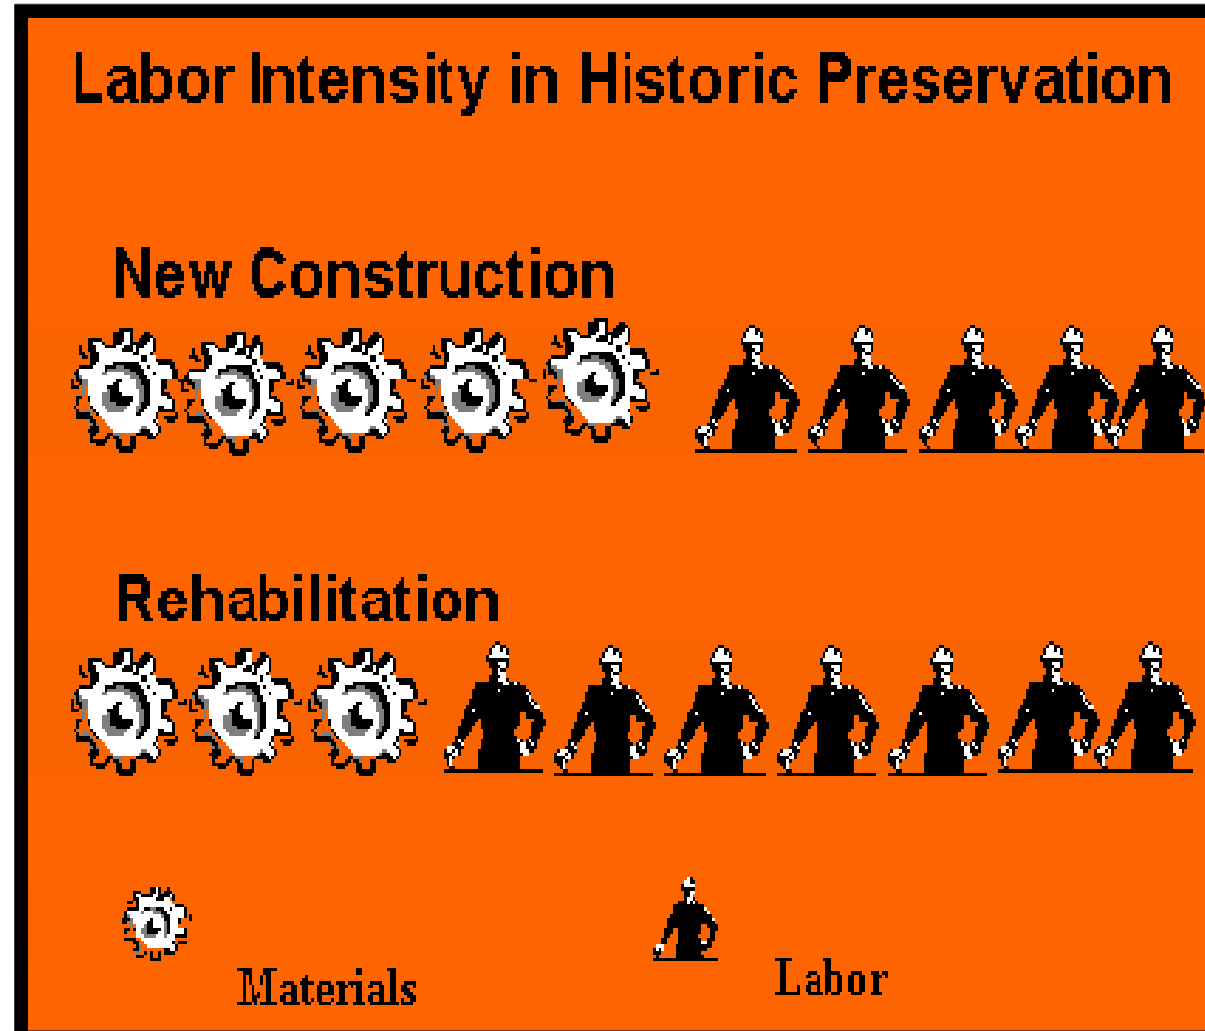 Labor Intensity in Historic Preservation
New Construction
Rehabilitation
Materials
Labor